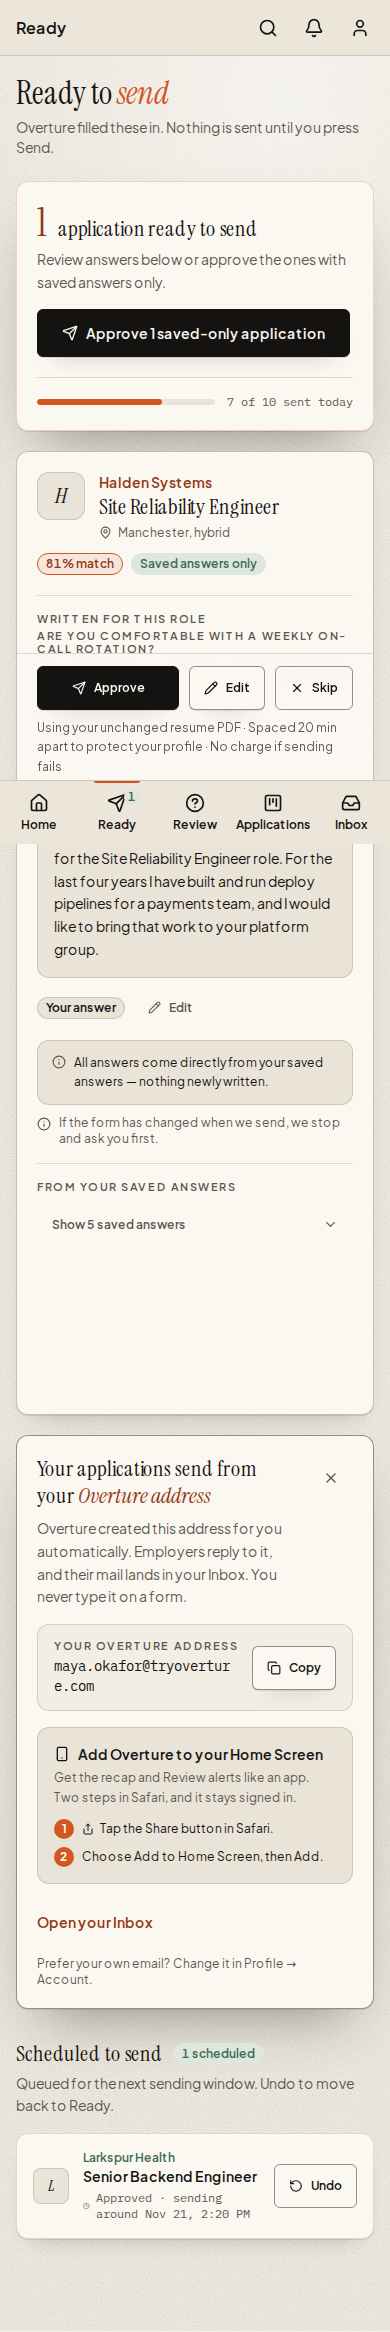 Ready
Ready to send
Overture filled these in. Nothing is sent until you press
Send.
1 application ready to send
Review answers below or approve the ones with
saved answers only.
Approve 1 saved-only application
7 of 10 sent today
H
Halden Systems
Site Reliability Engineer
Manchester, hybrid
81% match
Saved answers only
WRITTEN FOR THIS ROLE
ARE YOU COMFORTABLE WITH A WEEKLY ON-
CALL ROTATION?
Approve
Edit
Skip
Using your unchanged resume PDF · Spaced 20 min
apart to protect your profile · No charge if sending
fails
1
Home
Ready
Review
Applications
Inbox
for the Site Reliability Engineer role. For the
last four years I have built and run deploy
pipelines for a payments team, and I would
like to bring that work to your platform
group.
Your answer
Edit
All answers come directly from your saved
answers — nothing newly written.
If the form has changed when we send, we stop
and ask you first.
FROM YOUR SAVED ANSWERS
Show 5 saved answers
Your applications send from
your Overture address
Overture created this address for you
automatically. Employers reply to it,
and their mail lands in your Inbox. You
never type it on a form.
YOUR OVERTURE ADDRESS
maya.okafor@tryovertur
e.com
Copy
Add Overture to your Home Screen
Get the recap and Review alerts like an app.
Two steps in Safari, and it stays signed in.
1 Tap the Share button in Safari.
2 Choose Add to Home Screen, then Add.
Open your Inbox
Prefer your own email? Change it in Profile →
Account.
Scheduled to send
1 scheduled
Queued for the next sending window. Undo to move
back to Ready.
L
Larkspur Health
Senior Backend Engineer
Approved · sending
around Nov 21, 2:20 PM
Undo